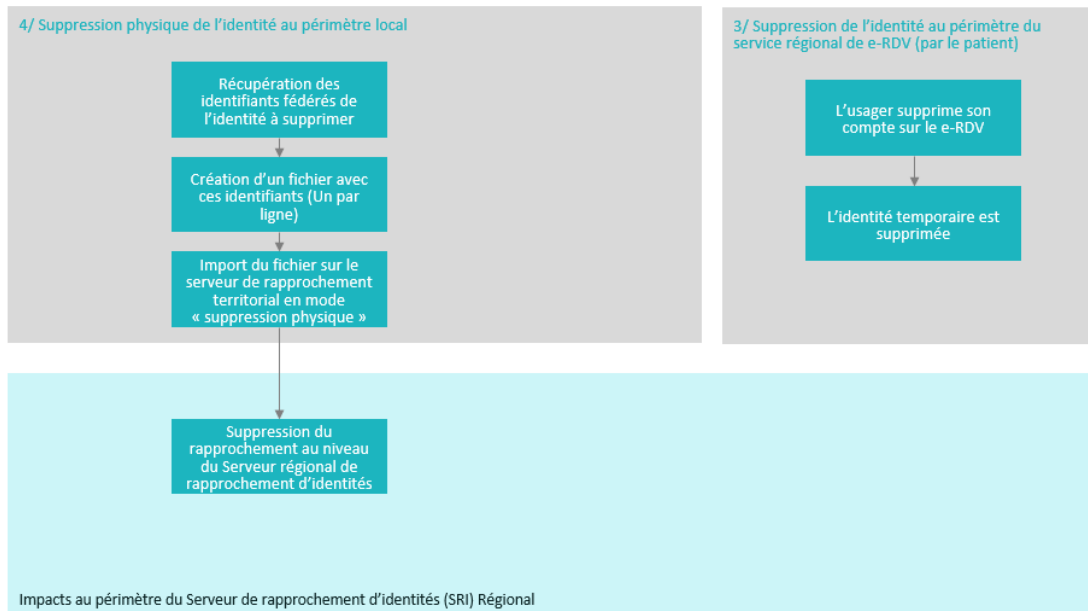 4/ Suppression physique de l’identité au périmètre local
Récupération des
identifiants fédérés de
l’identité à supprimer
Création d’un fichier avec
ces identifiants (Un par
ligne)
Import du fichier sur le
serveur de rapprochement
territorial en mode
« suppression physique »
3/ Suppression de l’identité au périmètre du
service régional de e-RDV (par le patient)
L’usager supprime son
compte sur le e-RDV
L’identité temporaire est
supprimée
Suppression du
rapprochement au niveau
du Serveur régional de
rapprochement d’identités
Impacts au périmètre du Serveur de rapprochement d’identités (SRI) Régional